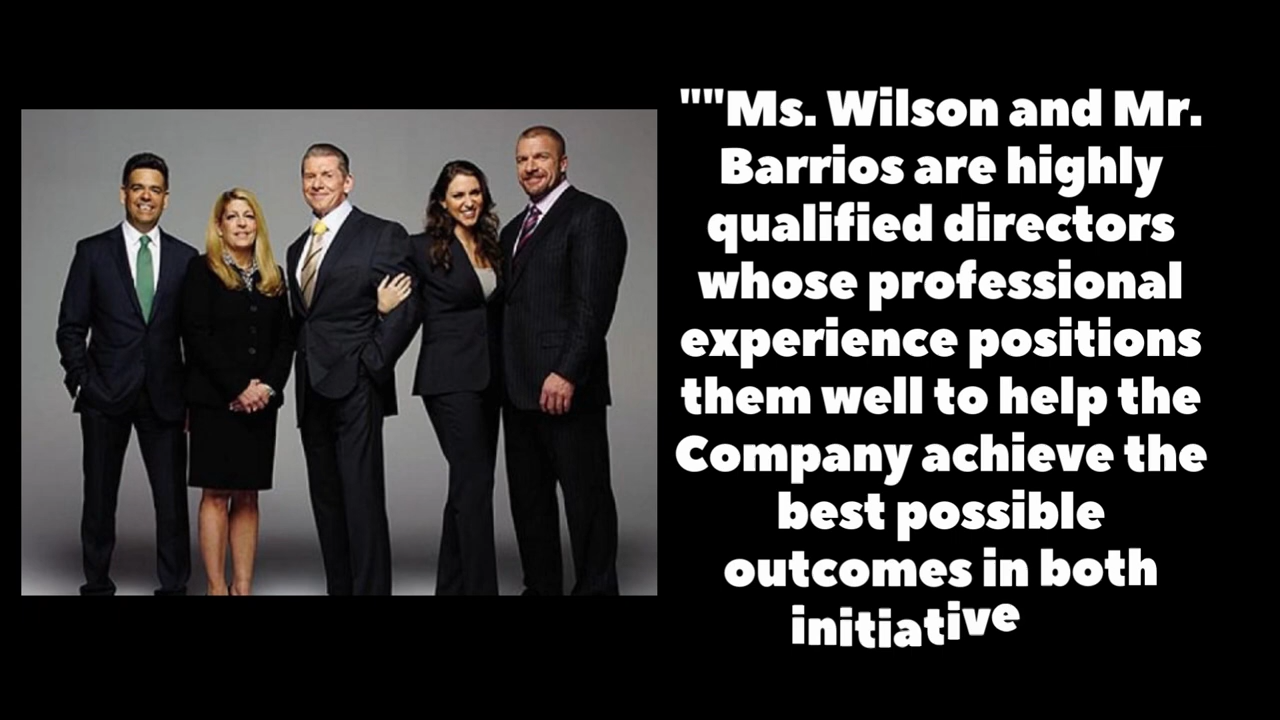 ""Ms. Wilson and Mr.
Barrios are highly
qualified directors
whose professional
experience positions
them well to help the
Company achieve the
best possible
outcomes in both
initiative